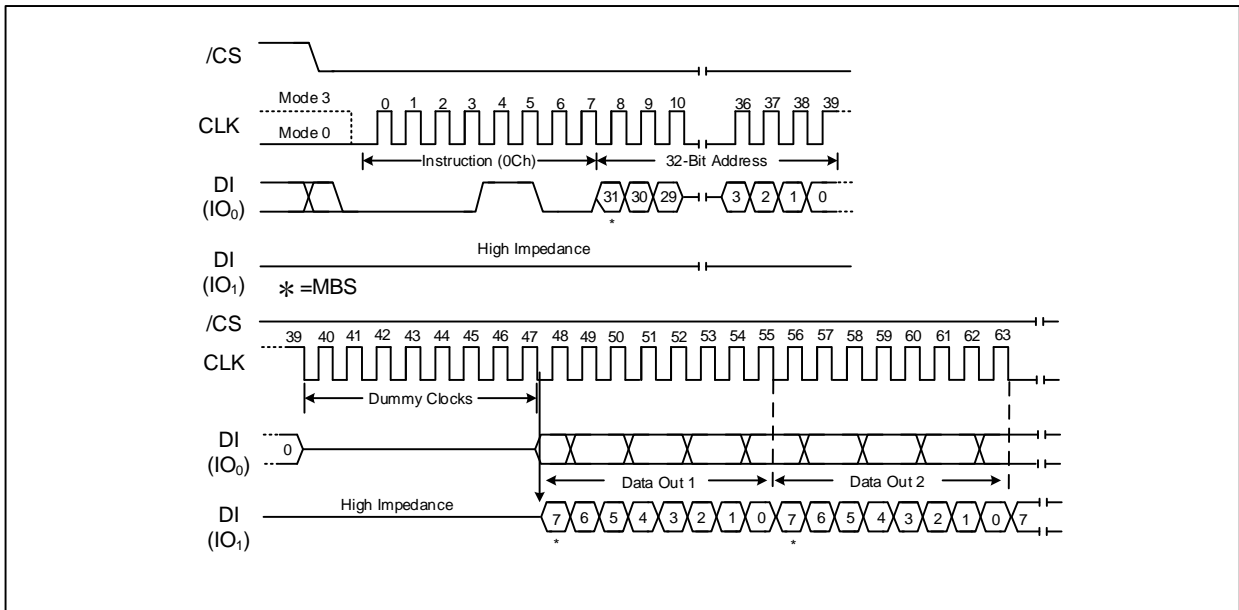 /CS
Mode 3
0 1 2 3 4 5 6 7 8 9 10 36 37 38 39
CLK
Mode 0
Instruction (0Ch) 32-Bit Address
DI
(IO₀)
31 30 29 3 2 1 0
*
High Impedance
DI
(IO₁)
* =MBS
/CS
39 40 41 42 43 44 45 46 47 48 49 50 51 52 53 54 55 56 57 58 59 60 61 62 63
CLK
Dummy Clocks
DI
(IO₀)
0
Data Out 1 Data Out 2
High Impedance
DI
(IO₁)
7 6 5 4 3 2 1 0 7 6 5 4 3 2 1 0 7
* *